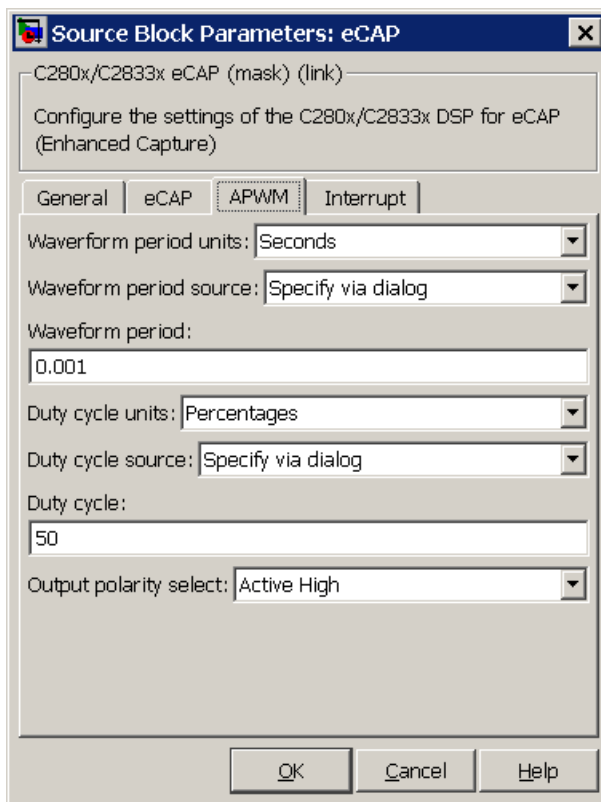 Source Block Parameters: eCAP
C280x/C2833x eCAP (mask) (link)
Configure the settings of the C280x/C2833x DSP for eCAP
(Enhanced Capture)
General eCAP APWM Interrupt
Waverform period units: Seconds
Waveform period source: Specify via dialog
Waveform period:
0.001
Duty cycle units: Percentages
Duty cycle source: Specify via dialog
Duty cycle:
50
Output polarity select: Active High
OK Cancel Help